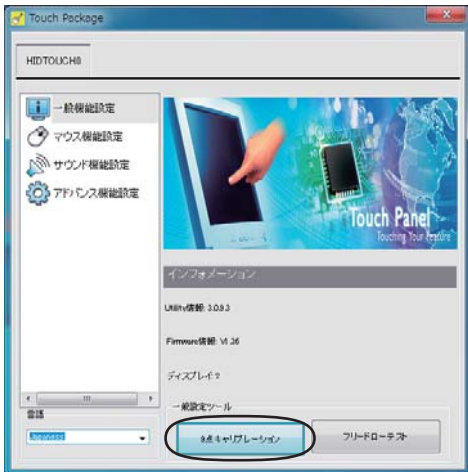 Touch Package
HIDTOUCH0
一般機能設定
マウス機能設定
サウンド機能設定
アドバンス機能設定
Touch Panel
Touching Your Feature
インフォメーション
Utility情報: 3.0.9.3
Firmware情報: V1.26
ディスプレイ: ?
一般設定ツール
言語
Japanese
9点キャリブレーション
フリードローテスト